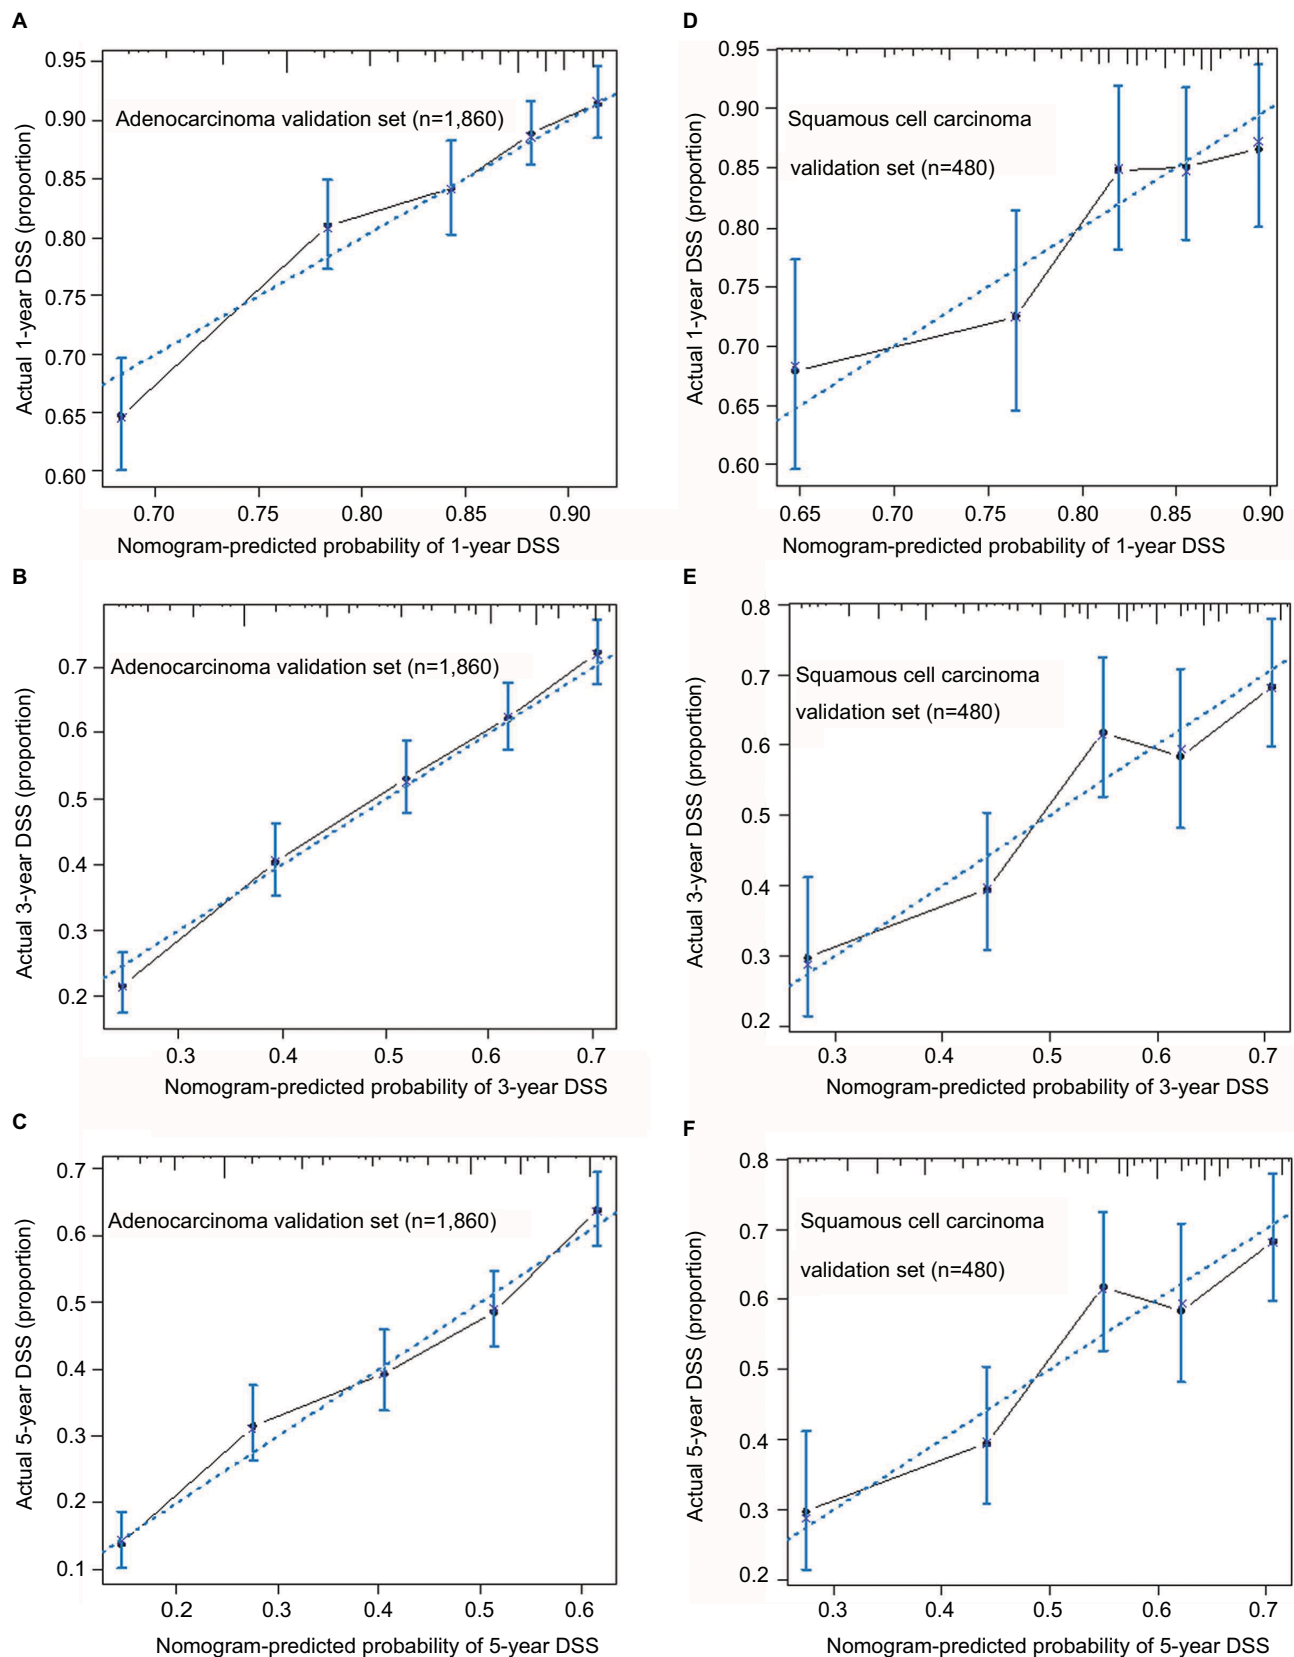 A
Actual 1-year DSS (proportion)
0.95
0.90
0.85
0.80
0.75
0.70
0.65
0.60
Adenocarcinoma validation set (n=1,860)
0.70 0.75 0.80 0.85 0.90
Nomogram-predicted probability of 1-year DSS
D
Actual 1-year DSS (proportion)
0.95
0.90
0.85
0.80
0.75
0.70
0.65
0.60
Squamous cell carcinoma
validation set (n=480)
0.65 0.70 0.75 0.80 0.85 0.90
Nomogram-predicted probability of 1-year DSS
B
Actual 3-year DSS (proportion)
0.7
0.6
0.5
0.4
0.3
0.2
Adenocarcinoma validation set (n=1,860)
0.3 0.4 0.5 0.6 0.7
Nomogram-predicted probability of 3-year DSS
E
Actual 3-year DSS (proportion)
0.8
0.7
0.6
0.5
0.4
0.3
0.2
Squamous cell carcinoma
validation set (n=480)
0.3 0.4 0.5 0.6 0.7
Nomogram-predicted probability of 3-year DSS
C
Actual 5-year DSS (proportion)
0.7
0.6
0.5
0.4
0.3
0.2
0.1
Adenocarcinoma validation set (n=1,860)
0.2 0.3 0.4 0.5 0.6
Nomogram-predicted probability of 5-year DSS
F
Actual 5-year DSS (proportion)
0.8
0.7
0.6
0.5
0.4
0.3
0.2
Squamous cell carcinoma
validation set (n=480)
0.3 0.4 0.5 0.6 0.7
Nomogram-predicted probability of 5-year DSS